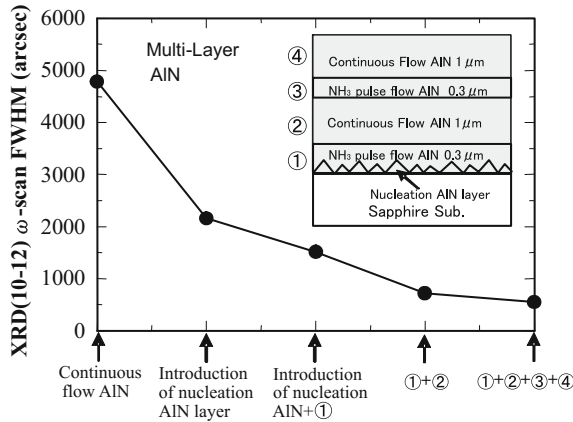 XRD(10-12) ω-scan FWHM (arcsec)
6000
5000
4000
3000
2000
1000
0
Multi-Layer
AlN
④ Continuous Flow AlN 1 μm
③ NH₃ pulse flow AlN 0.3 μm
② Continuous Flow AlN 1 μm
① NH₃ pulse flow AlN 0.3 μm
Nucleation AlN layer
Sapphire Sub.
Continuous
flow AlN
Introduction
of nucleation
AlN layer
Introduction
of nucleation
AlN+①
①+②
①+②+③+④